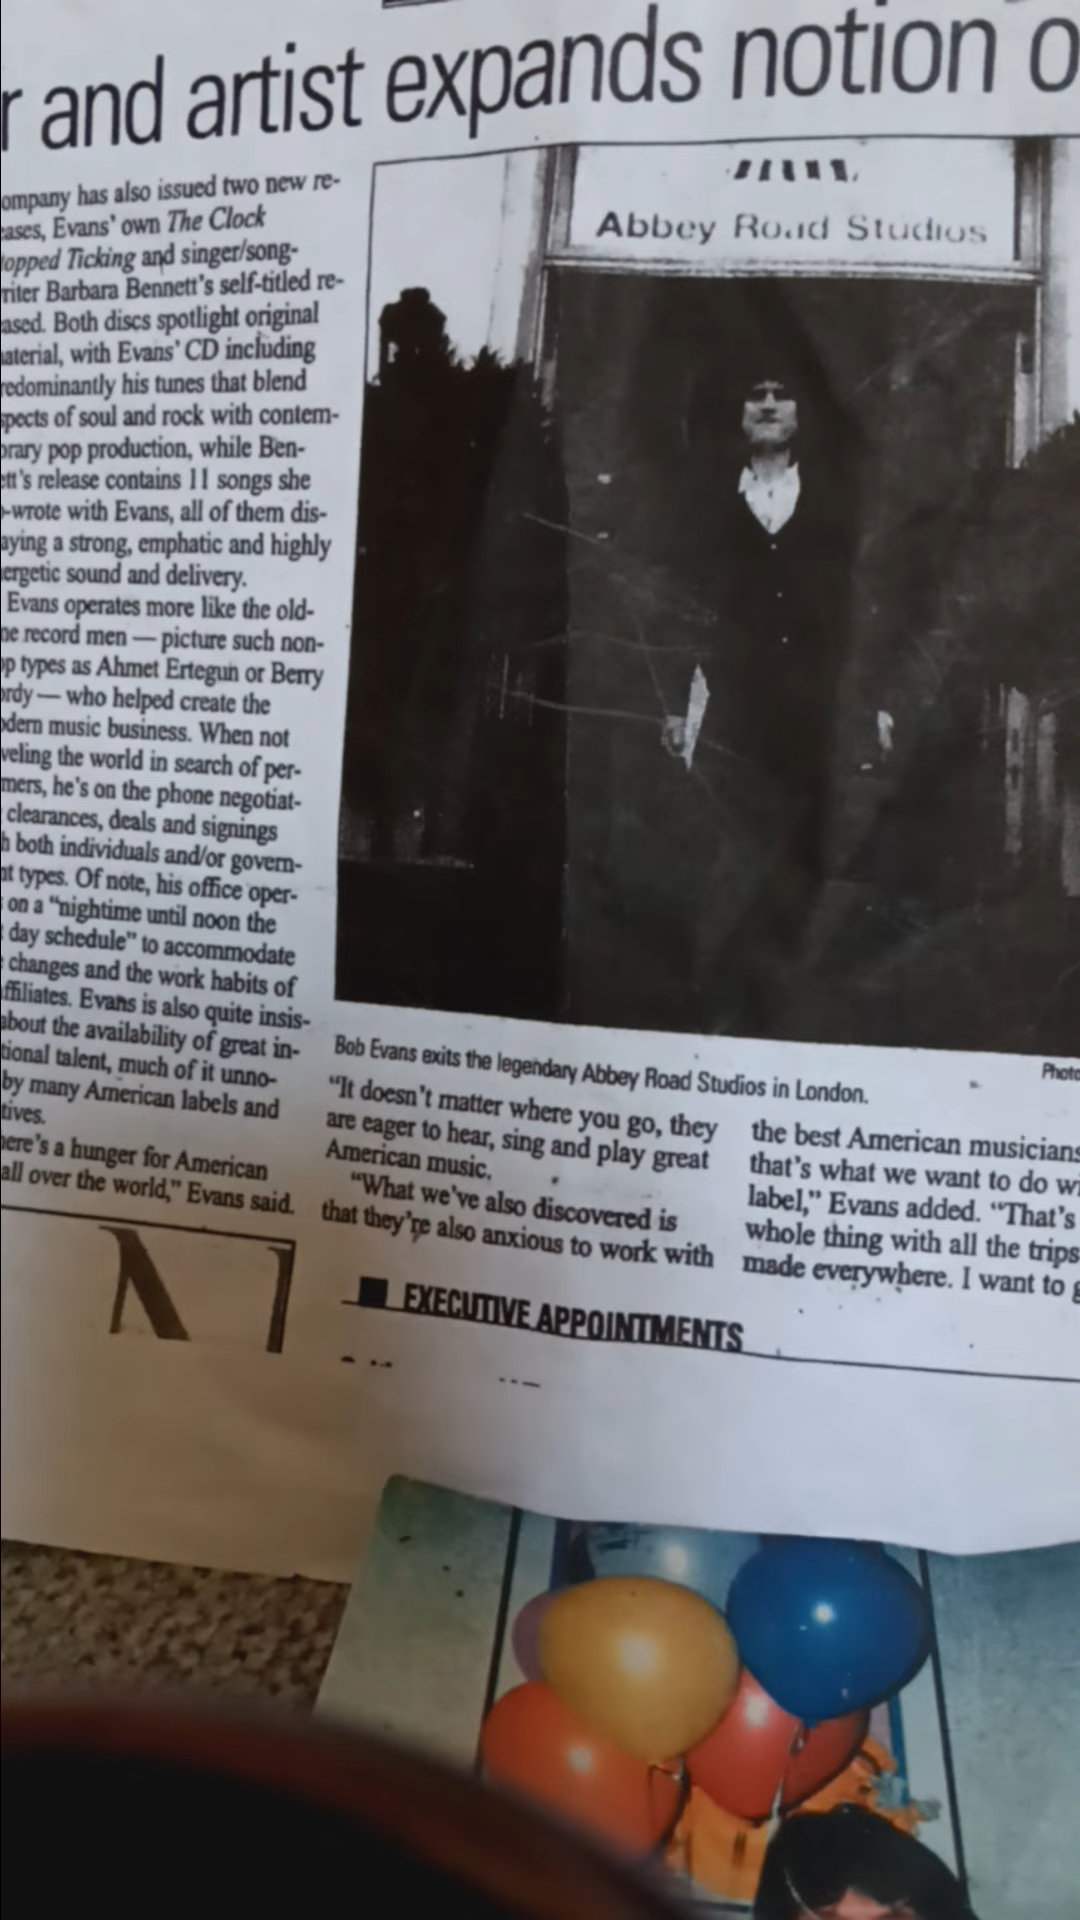 r and artist expands notion o
ompany has also issued two new re-
eases, Evans' own The Clock
topped Ticking and singer/song-
riter Barbara Bennett's self-titled re-
ased. Both discs spotlight original
aterial, with Evans' CD including
redominantly his tunes that blend
spects of soul and rock with contem-
orary pop production, while Ben-
ett's release contains 11 songs she
o-wrote with Evans, all of them dis-
aying a strong, emphatic and highly
ergetic sound and delivery.
Evans operates more like the old-
ne record men — picture such non-
op types as Ahmet Ertegun or Berry
ordy — who helped create the
odern music business. When not
veling the world in search of per-
mers, he's on the phone negotiat-
clearances, deals and signings
h both individuals and/or govern-
nt types. Of note, his office oper-
on a “nightime until noon the
day schedule” to accommodate
changes and the work habits of
ffiliates. Evans is also quite insis-
about the availability of great in-
tional talent, much of it unno-
by many American labels and
tives.
here's a hunger for American
all over the world,” Evans said.
Abbey Road Studios
Bob Evans exits the legendary Abbey Road Studios in London.
Photo
“It doesn't matter where you go, they
are eager to hear, sing and play great
American music.
“What we've also discovered is
that they're also anxious to work with
the best American musicians
that's what we want to do wi
label,” Evans added. “That's
whole thing with all the trips
made everywhere. I want to g
EXECUTIVE APPOINTMENTS